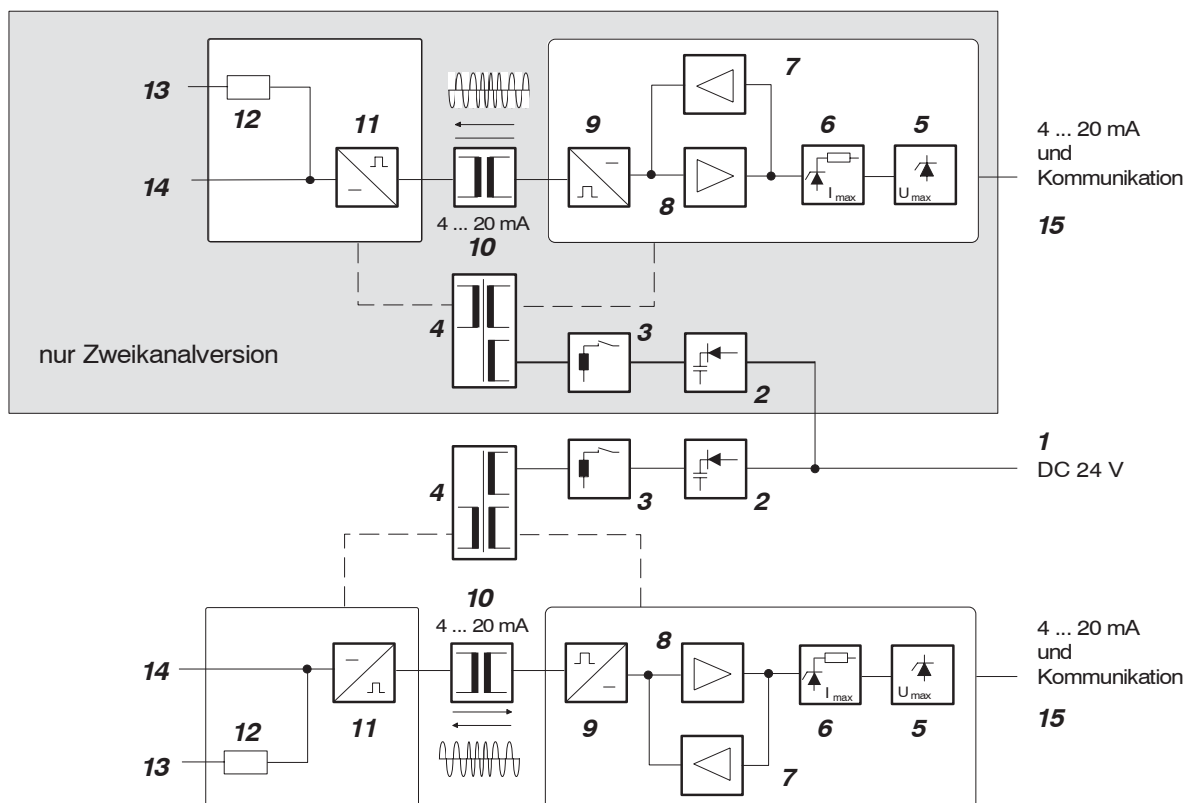 13
12
11
14
4 ... 20 mA
10
9
7
8
6
I max
5
U max
4 ... 20 mA
und
Kommunikation
15
4
3
2
nur Zweikanalversion
1
DC 24 V
4
3
2
10
4 ... 20 mA
14
12
11
13
9
8
7
6
I max
5
U max
4 ... 20 mA
und
Kommunikation
15